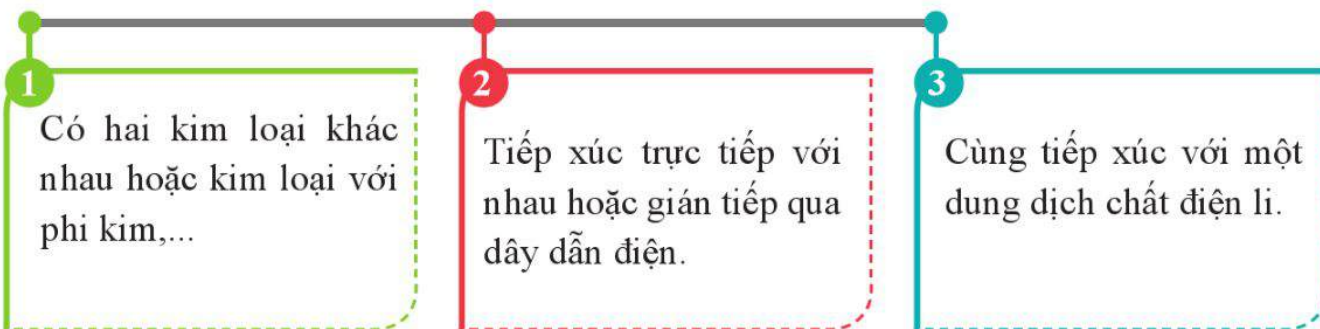 1
Có hai kim loại khác
nhau hoặc kim loại với
phi kim,...
2
Tiếp xúc trực tiếp với
nhau hoặc gián tiếp qua
dây dẫn điện.
3
Cùng tiếp xúc với một
dung dịch chất điện li.